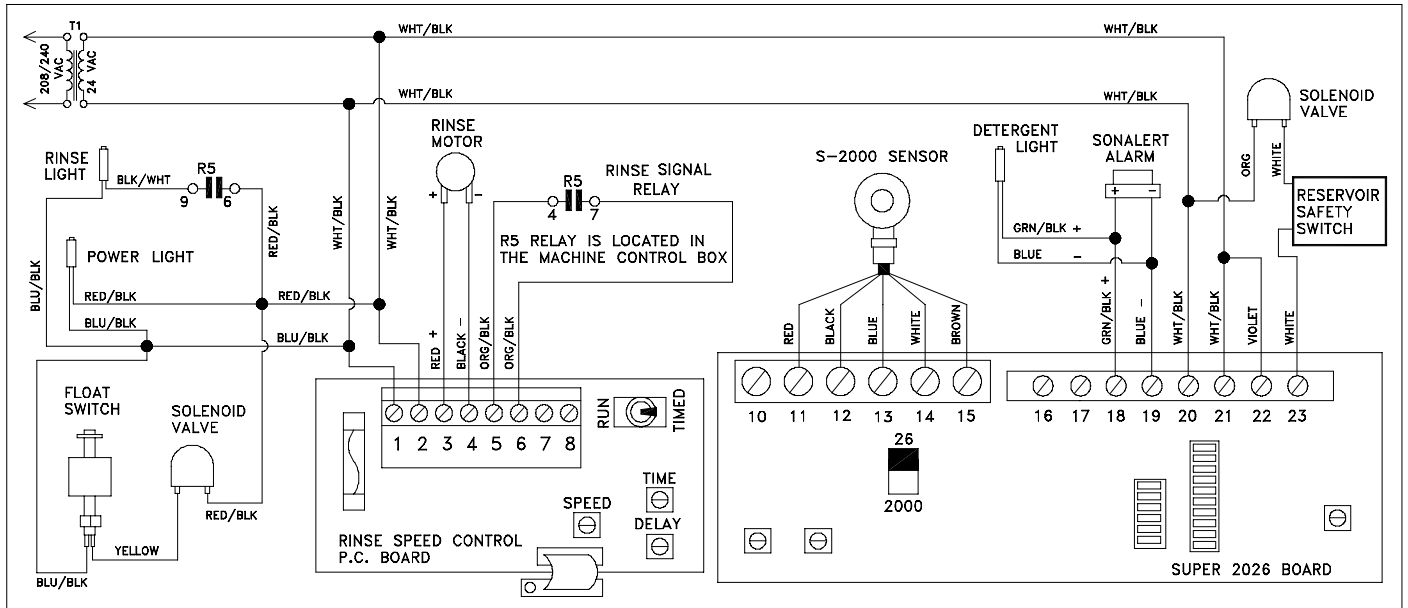 T1
208/240
VAC
24 VAC
WHT/BLK
WHT/BLK
WHT/BLK
WHT/BLK
SOLENOID
VALVE
ORG
WHITE
RESERVOIR
SAFETY
SWITCH
RINSE
LIGHT
BLK/WHT
R5
9
6
RED/BLK
WHT/BLK
WHT/BLK
RINSE
MOTOR
+
-
R5
4
7
RINSE SIGNAL
RELAY
R5 RELAY IS LOCATED IN
THE MACHINE CONTROL BOX
S-2000 SENSOR
DETERGENT
LIGHT
SONALERT
ALARM
+
-
GRN/BLK +
BLUE -
POWER LIGHT
BLU/BLK
RED/BLK
RED/BLK
BLU/BLK
BLU/BLK
RED +
BLACK -
ORG/BLK
ORG/BLK
RED
BLACK
BLUE
WHITE
BROWN
GRN/BLK +
BLUE -
WHT/BLK
WHT/BLK
VIOLET
WHITE
FLOAT
SWITCH
SOLENOID
VALVE
RED/BLK
YELLOW
BLU/BLK
1 2 3 4 5 6 7 8
RUN
TIMED
TIME
SPEED
DELAY
RINSE SPEED CONTROL
P.C. BOARD
10 11 12 13 14 15
16 17 18 19 20 21 22 23
26
2000
SUPER 2026 BOARD